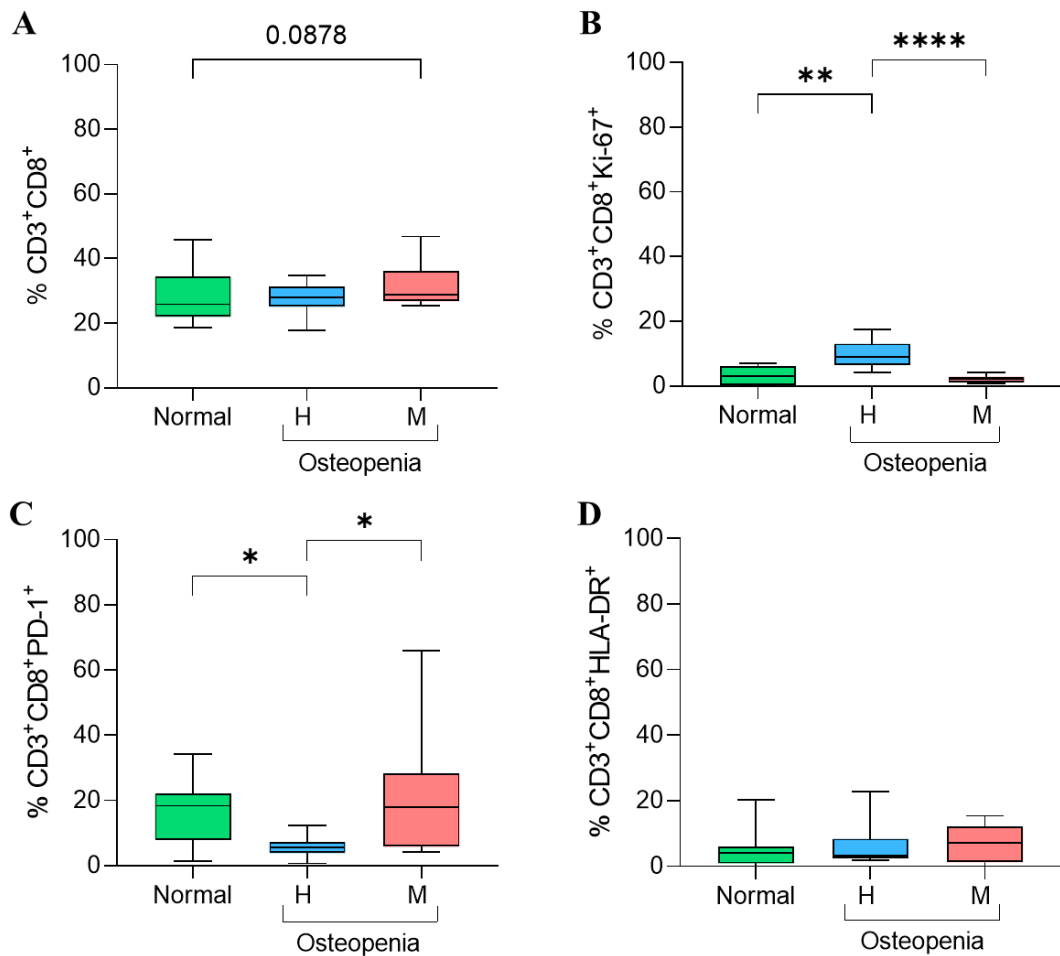 A
0.0878
% CD3⁺CD8⁺
100
80
60
40
20
0
Normal
H
M
Osteopenia
B
**
****
% CD3⁺CD8⁺Ki-67⁺
100
80
60
40
20
0
Normal
H
M
Osteopenia
C
*
*
% CD3⁺CD8⁺PD-1⁺
100
80
60
40
20
0
Normal
H
M
Osteopenia
D
% CD3⁺CD8⁺HLA-DR⁺
100
80
60
40
20
0
Normal
H
M
Osteopenia